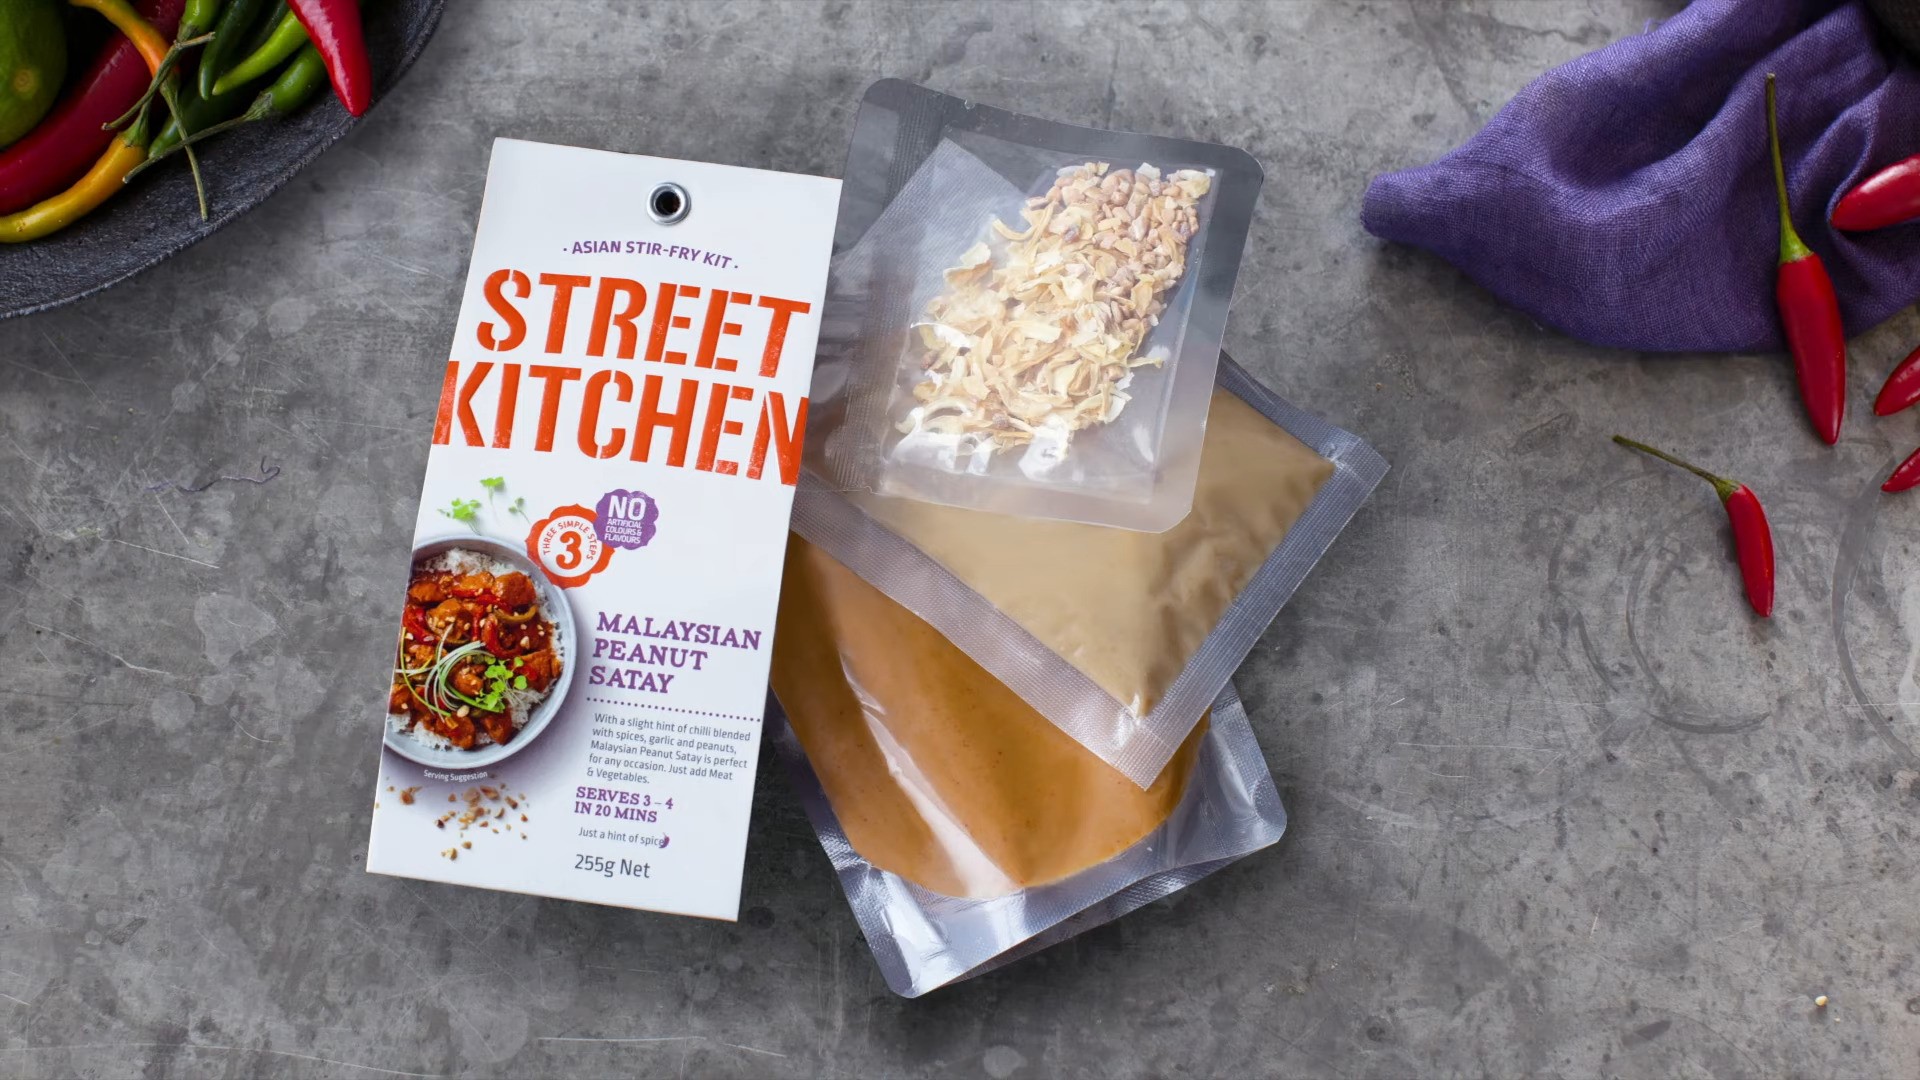 · ASIAN STIR-FRY KIT ·
STREET
KITCHEN
THREE SIMPLE STEPS
3
NO
ARTIFICIAL
COLOURS &
FLAVOURS
MALAYSIAN
PEANUT
SATAY
With a slight hint of chilli blended
with spices, garlic and peanuts,
Malaysian Peanut Satay is perfect
for any occasion. Just add Meat
& Vegetables.
Serving Suggestion
SERVES 3 – 4
IN 20 MINS
Just a hint of spice
255g Net